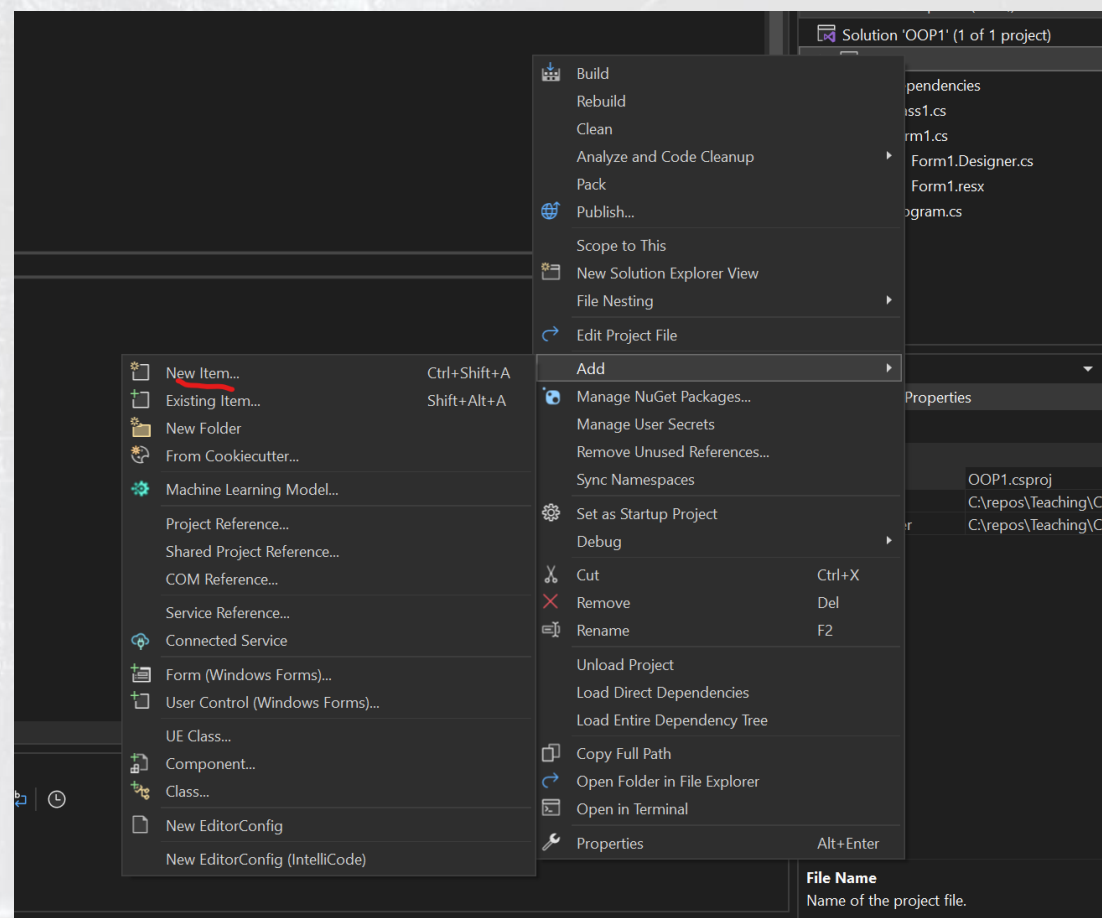 Solution 'OOP1' (1 of 1 project)
pendencies
ss1.cs
rm1.cs
Form1.Designer.cs
Form1.resx
ogram.cs
Build
Rebuild
Clean
Analyze and Code Cleanup
Pack
Publish...
Scope to This
New Solution Explorer View
File Nesting
Edit Project File
Add
Manage NuGet Packages...
Manage User Secrets
Remove Unused References...
Sync Namespaces
Set as Startup Project
Debug
Cut Ctrl+X
Remove Del
Rename F2
Unload Project
Load Direct Dependencies
Load Entire Dependency Tree
Copy Full Path
Open Folder in File Explorer
Open in Terminal
Properties Alt+Enter
New Item... Ctrl+Shift+A
Existing Item... Shift+Alt+A
New Folder
From Cookiecutter...
Machine Learning Model...
Project Reference...
Shared Project Reference...
COM Reference...
Service Reference...
Connected Service
Form (Windows Forms)...
User Control (Windows Forms)...
UE Class...
Component...
Class...
New EditorConfig
New EditorConfig (IntelliCode)
Properties
OOP1.csproj
C:\repos\Teaching\C
r C:\repos\Teaching\C
File Name
Name of the project file.